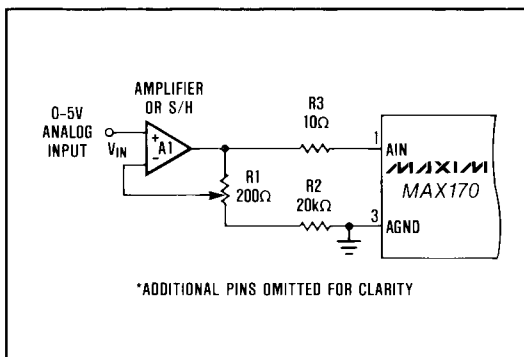 AMPLIFIER
OR S/H
0-5V
ANALOG
INPUT
VIN
+
A1
−
R3
10Ω
R1
200Ω
R2
20kΩ
1
AIN
MAXIM
MAX170
3
AGND
*ADDITIONAL PINS OMITTED FOR CLARITY